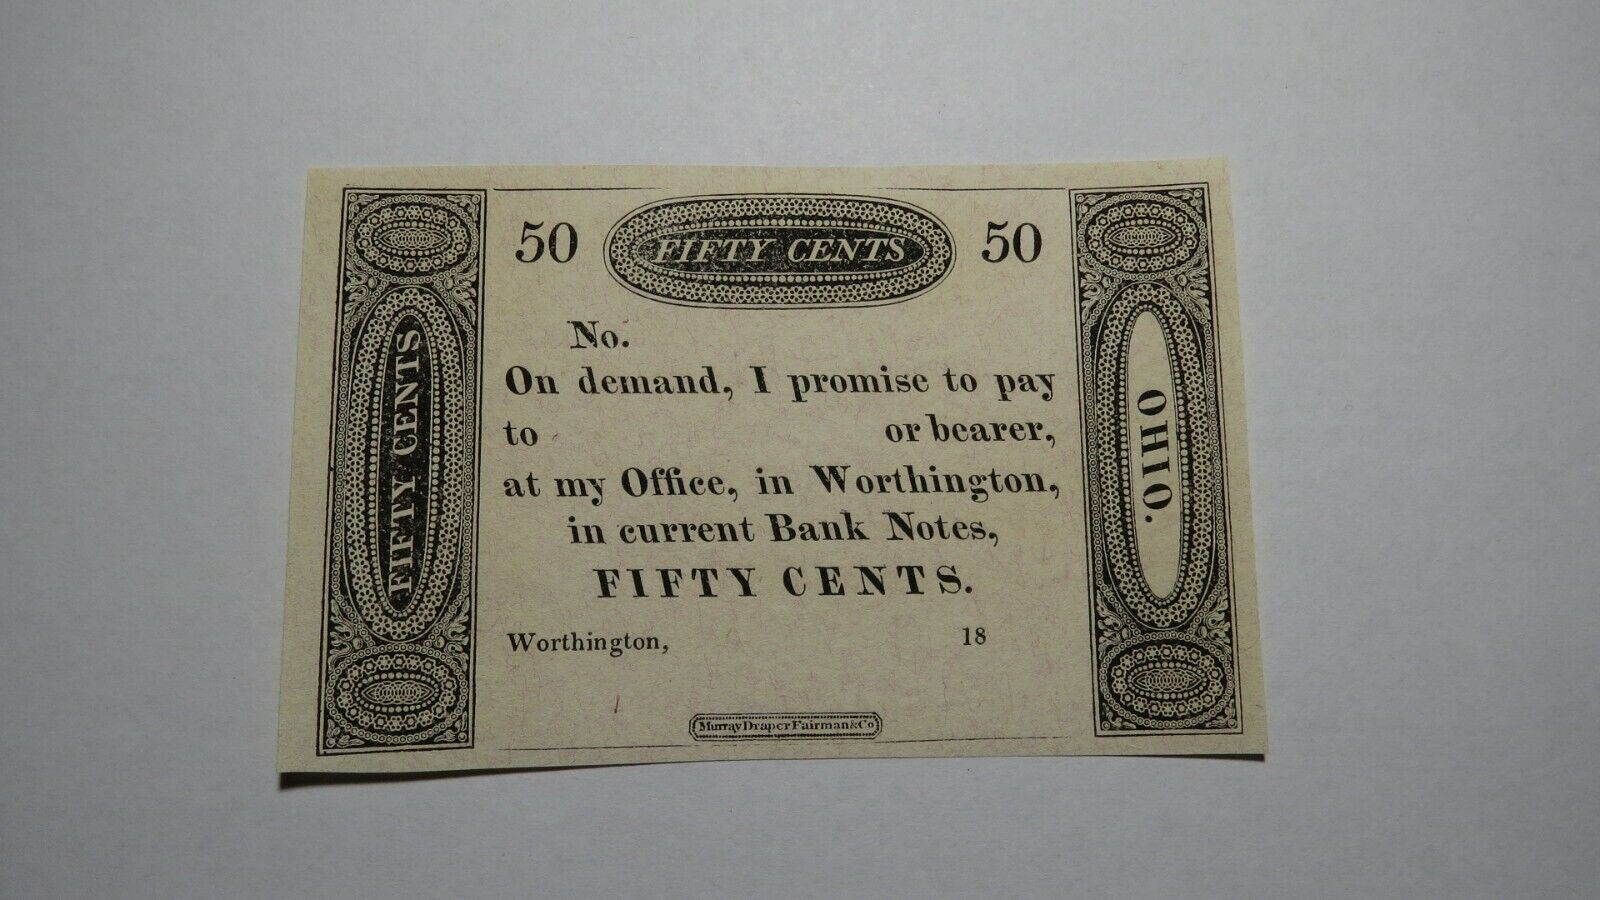 50 FIFTY CENTS 50
No.
On demand, I promise to pay
to or bearer,
at my Office, in Worthington,
in current Bank Notes,
FIFTY CENTS.
Worthington, 18
Murray Draper Fairman & Co
FIFTY CENTS
OHIO.